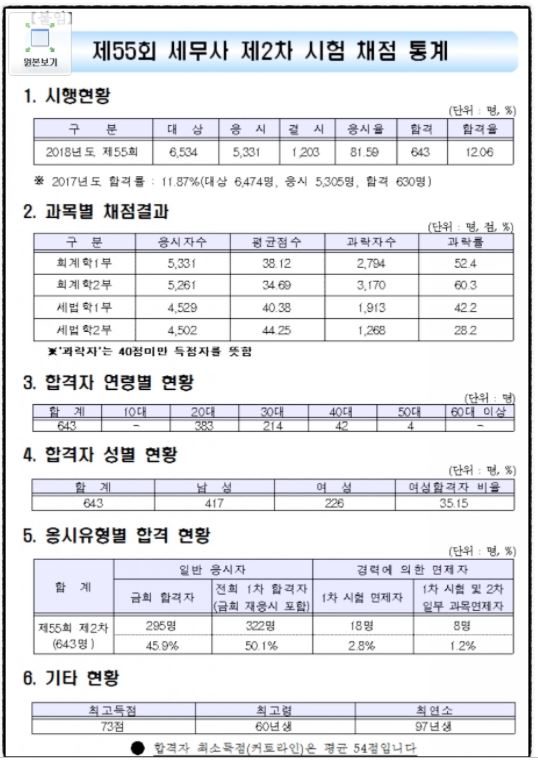 [붙임]
원본보기
제55회 세무사 제2차 시험 채점 통계
1. 시행현황
(단위 : 명, %)
구 분 대 상 응 시 결 시 응시율 합격 합격율
2018년도 제55회 6,534 5,331 1,203 81.59 643 12.06
※ 2017년도 합격률 : 11.87%(대상 6,474명, 응시 5,305명, 합격 630명)
2. 과목별 채점결과
(단위 : 명, 점, %)
구 분 응시자수 평균점수 과락자수 과락률
회계학1부 5,331 38.12 2,794 52.4
회계학2부 5,261 34.69 3,170 60.3
세법학1부 4,529 40.38 1,913 42.2
세법학2부 4,502 44.25 1,268 28.2
※'과락자'는 40점미만 득점자를 뜻함
3. 합격자 연령별 현황
(단위 : 명)
합 계 10대 20대 30대 40대 50대 60대 이상
643 - 383 214 42 4 -
4. 합격자 성별 현황
(단위 : 명, %)
합 계 남 성 여 성 여성합격자 비율
643 417 226 35.15
5. 응시유형별 합격 현황
(단위 : 명, %)
합 계 일반 응시자 경력에 의한 면제자
금회 합격자 전회 1차 합격자 (금회 재응시 포함) 1차 시험 면제자 1차 시험 및 2차 일부 과목면제자
제55회 제2차 (643명) 295명 322명 18명 8명
45.9% 50.1% 2.8% 1.2%
6. 기타 현황
최고득점 최고령 최연소
73점 60년생 97년생
● 합격자 최소득점(커트라인)은 평균 54점입니다